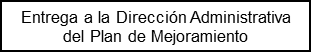 Entrega a la Dirección Administrativa
del Plan de Mejoramiento